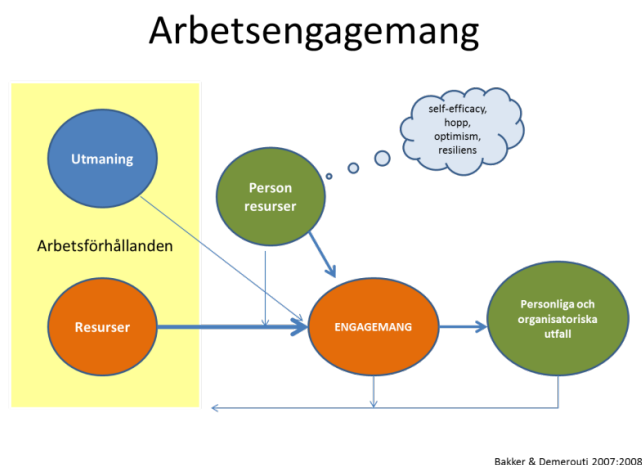 Arbetsengagemang
self-efficacy,
hopp,
optimism,
resiliens
Utmaning
Person
resurser
Arbetsförhållanden
Resurser
ENGAGEMANG
Personliga och
organisatoriska
utfall
Bakker & Demerouti 2007;2008